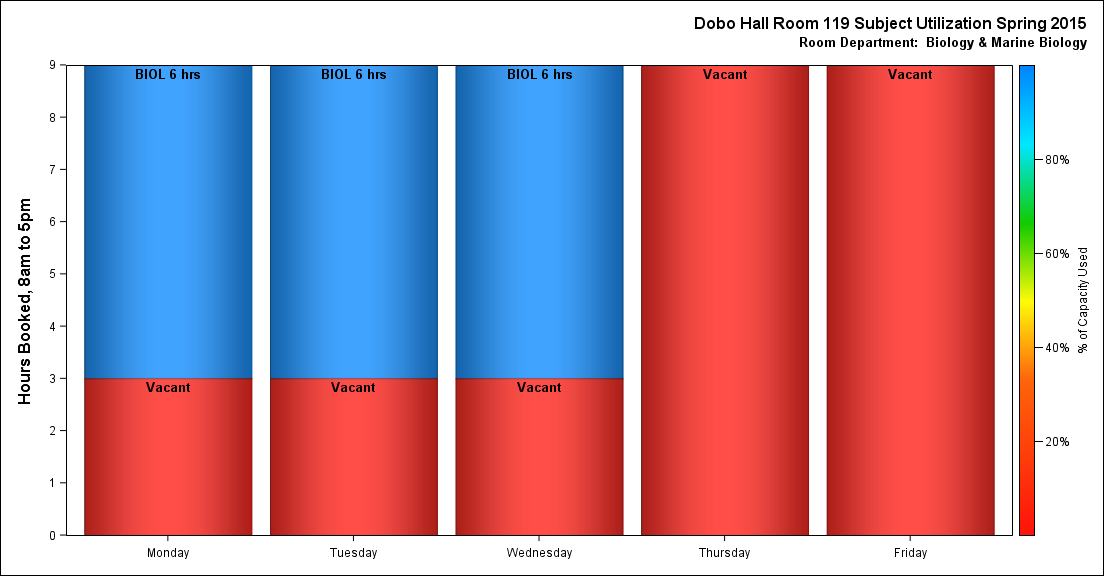 Dobo Hall Room 119 Subject Utilization Spring 2015
Room Department:  Biology & Marine Biology
Hours Booked, 8am to 5pm
9
8
7
6
5
4
3
2
1
0
BIOL 6 hrs
BIOL 6 hrs
BIOL 6 hrs
Vacant
Vacant
Vacant
Vacant
Vacant
Monday
Tuesday
Wednesday
Thursday
Friday
80%
60%
40%
20%
% of Capacity Used